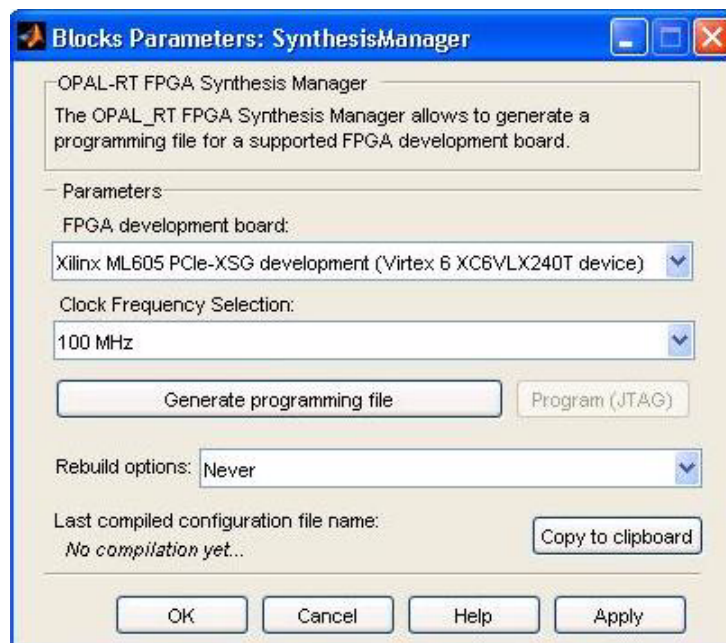 Blocks Parameters: SynthesisManager
OPAL-RT FPGA Synthesis Manager
The OPAL_RT FPGA Synthesis Manager allows to generate a
programming file for a supported FPGA development board.
Parameters
FPGA development board:
Xilinx ML605 PCIe-XSG development (Virtex 6 XC6VLX240T device)
Clock Frequency Selection:
100 MHz
Generate programming file Program (JTAG)
Rebuild options: Never
Last compiled configuration file name:
No compilation yet...
Copy to clipboard
OK Cancel Help Apply